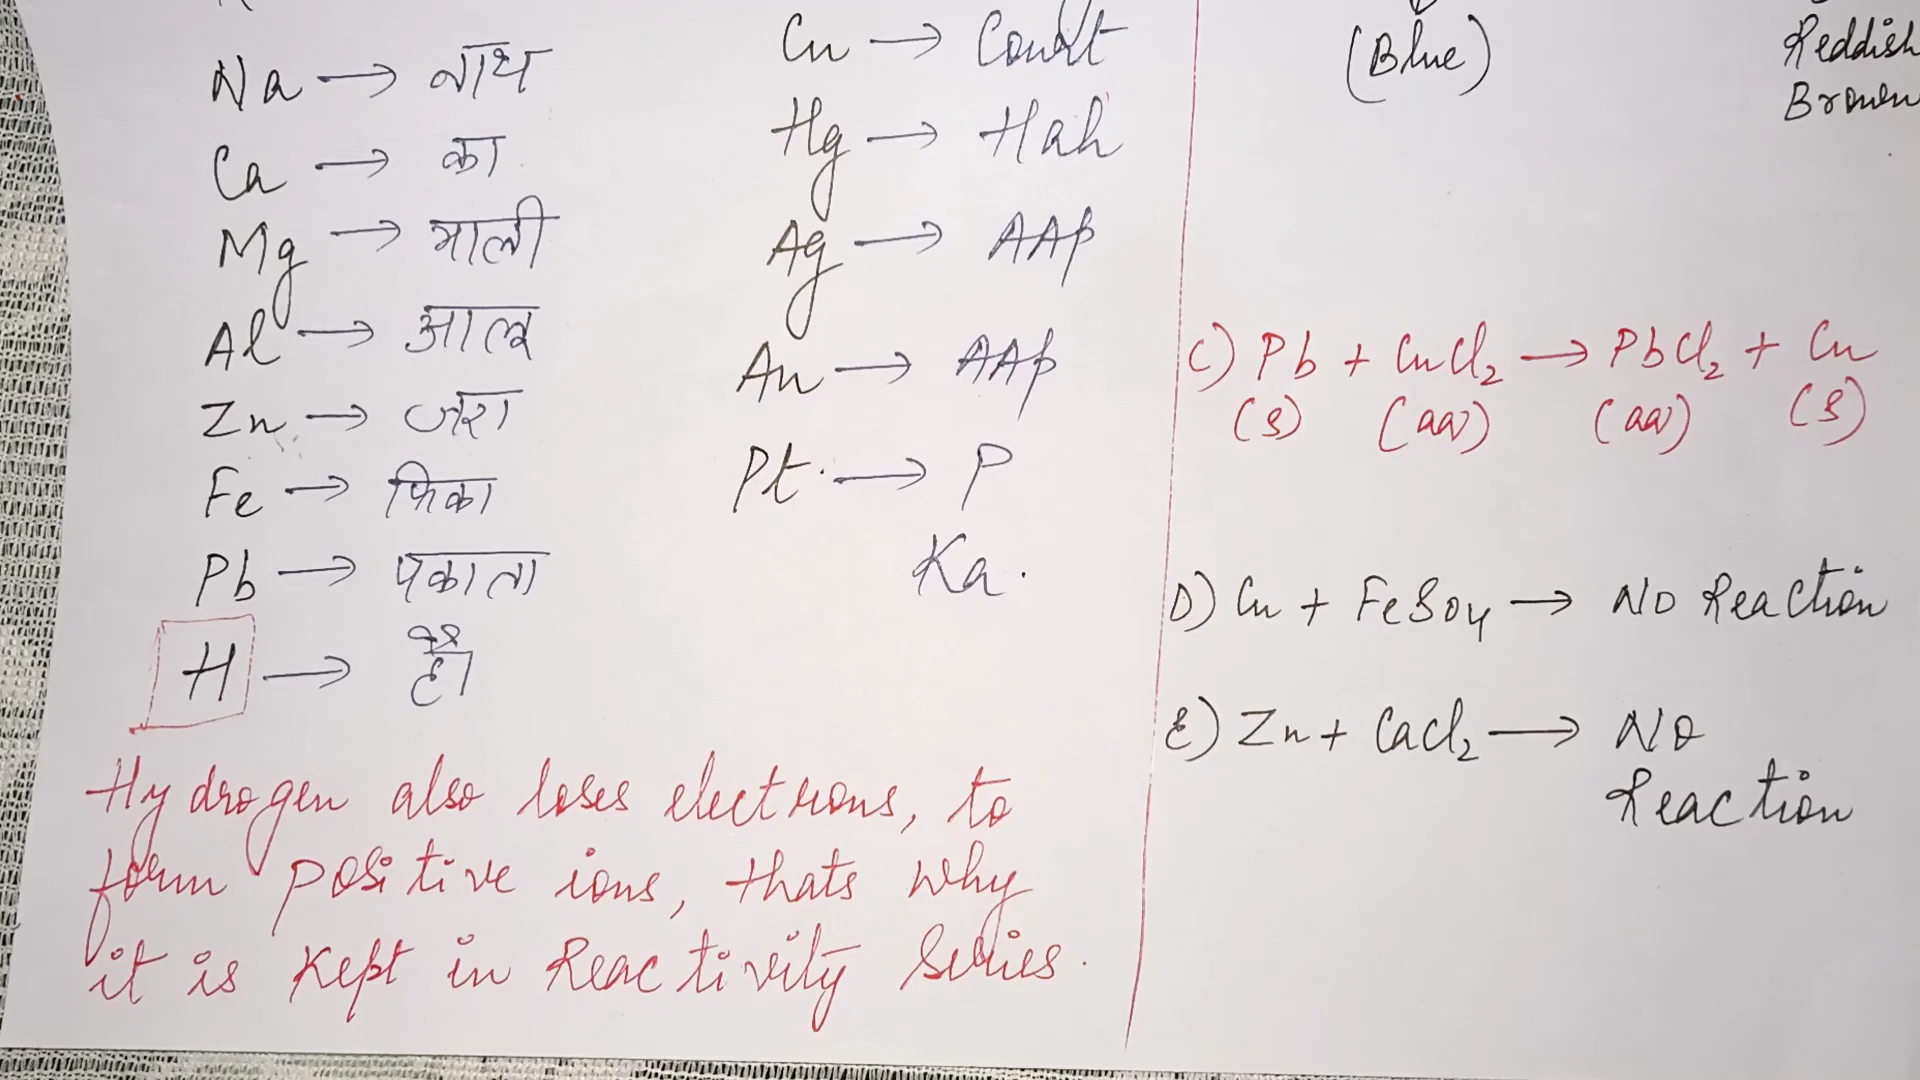 Na → नाथ
Ca → का
Mg → माली
Al → आलू
Zn → जरा
Fe → फिका
Pb → पकाता
H → है।
Hydrogen also loses electrons, to
form positive ions, thats why
it is Kept in Reactivity Series.
Cu →
Hg → Hah
Ag → AAp
Au → AAp
Pt. → P
Ka.
(Blue)
Reddish
Brown
C) Pb + CuCl₂ → PbCl₂ + Cu
(s) (aq) (aq) (s)
D) Cu + FeSO4 → No Reaction
E) Zn + CaCl₂ → No
Reaction